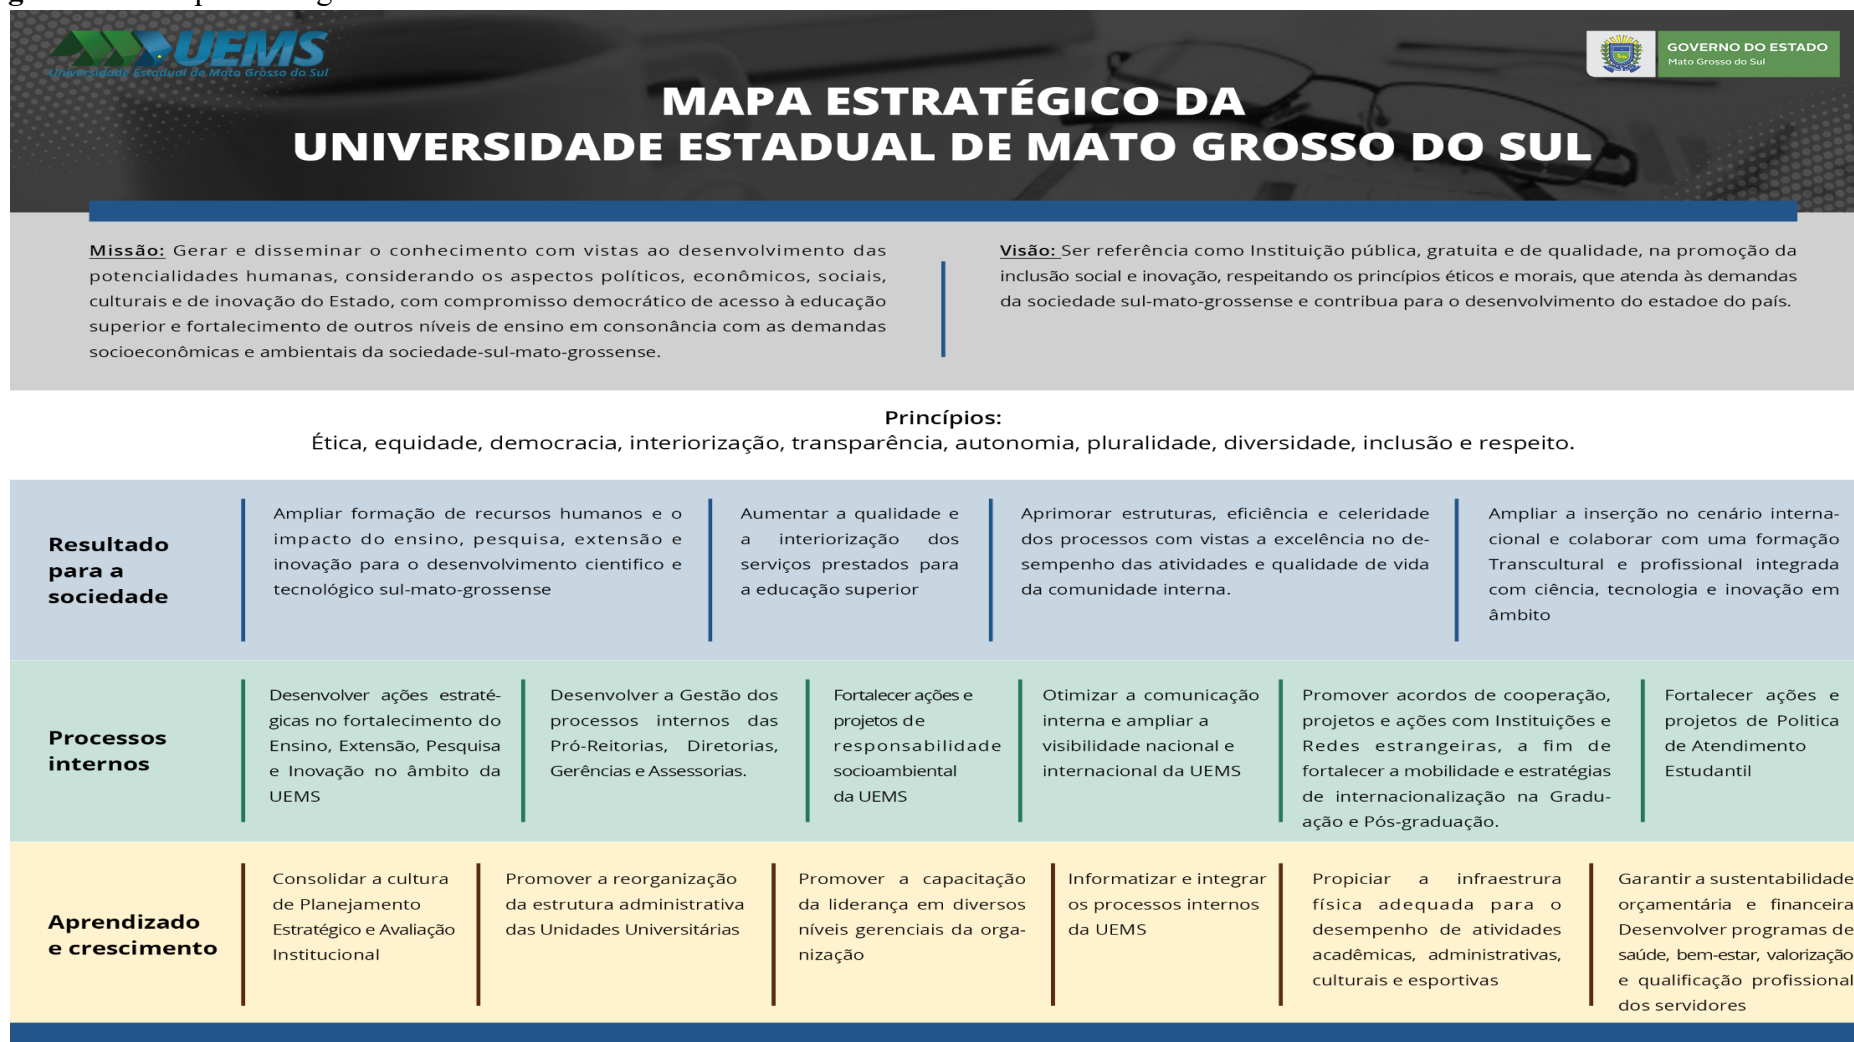 UEMS
Universidade Estadual de Mato Grosso do Sul
GOVERNO DO ESTADO
Mato Grosso do Sul
MAPA ESTRATÉGICO DA
UNIVERSIDADE ESTADUAL DE MATO GROSSO DO SUL
Missão: Gerar e disseminar o conhecimento com vistas ao desenvolvimento das
potencialidades humanas, considerando os aspectos políticos, econômicos, sociais,
culturais e de inovação do Estado, com compromisso democrático de acesso à educação
superior e fortalecimento de outros níveis de ensino em consonância com as demandas
socioeconômicas e ambientais da sociedade-sul-mato-grossense.
Visão: Ser referência como Instituição pública, gratuita e de qualidade, na promoção da
inclusão social e inovação, respeitando os princípios éticos e morais, que atenda às demandas
da sociedade sul-mato-grossense e contribua para o desenvolvimento do estadoe do país.
Princípios:
Ética, equidade, democracia, interiorização, transparência, autonomia, pluralidade, diversidade, inclusão e respeito.
Resultado
para a
sociedade
Ampliar formação de recursos humanos e o
impacto do ensino, pesquisa, extensão e
inovação para o desenvolvimento cientifico e
tecnológico sul-mato-grossense
Aumentar a qualidade e
a interiorização dos
serviços prestados para
a educação superior
Aprimorar estruturas, eficiência e celeridade
dos processos com vistas a excelência no de-
sempenho das atividades e qualidade de vida
da comunidade interna.
Ampliar a inserção no cenário interna-
cional e colaborar com uma formação
Transcultural e profissional integrada
com ciência, tecnologia e inovação em
âmbito
Processos
internos
Desenvolver ações estraté-
gicas no fortalecimento do
Ensino, Extensão, Pesquisa
e Inovação no âmbito da
UEMS
Desenvolver a Gestão dos
processos internos das
Pró-Reitorias, Diretorias,
Gerências e Assessorias.
Fortalecer ações e
projetos de
responsabilidade
socioambiental
da UEMS
Otimizar a comunicação
interna e ampliar a
visibilidade nacional e
internacional da UEMS
Promover acordos de cooperação,
projetos e ações com Instituições e
Redes estrangeiras, a fim de
fortalecer a mobilidade e estratégias
de internacionalização na Gradu-
ação e Pós-graduação.
Fortalecer ações e
projetos de Politica
de Atendimento
Estudantil
Aprendizado
e crescimento
Consolidar a cultura
de Planejamento
Estratégico e Avaliação
Institucional
Promover a reorganização
da estrutura administrativa
das Unidades Universitárias
Promover a capacitação
da liderança em diversos
níveis gerenciais da orga-
nização
Informatizar e integrar
os processos internos
da UEMS
Propiciar a infraestrura
física adequada para o
desempenho de atividades
acadêmicas, administrativas,
culturais e esportivas
Garantir a sustentabilidade
orçamentária e financeira
Desenvolver programas de
saúde, bem-estar, valorização
e qualificação profissional
dos servidores